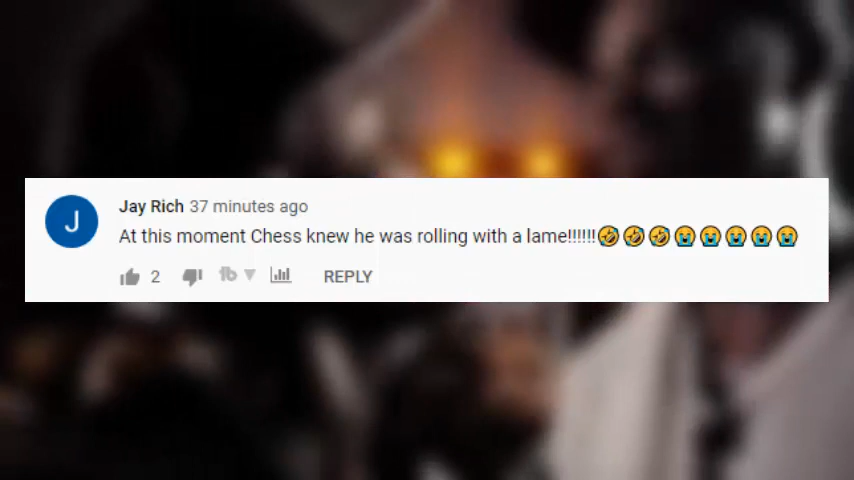 Jay Rich 37 minutes ago
At this moment Chess knew he was rolling with a lame!!!!!!🤣🤣🤣😭😭😭😭😭
2 REPLY